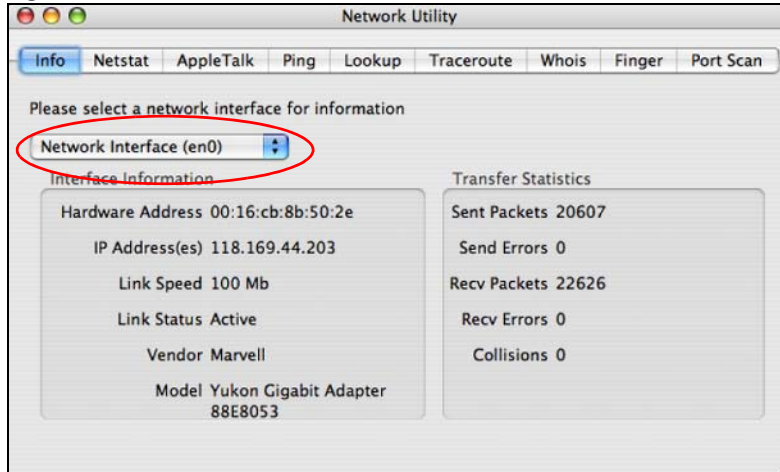 Network Utility
Info Netstat AppleTalk Ping Lookup Traceroute Whois Finger Port Scan
Please select a network interface for information
Network Interface (en0)
Interface Information
Hardware Address 00:16:cb:8b:50:2e
IP Address(es) 118.169.44.203
Link Speed 100 Mb
Link Status Active
Vendor Marvell
Model Yukon Gigabit Adapter
88E8053
Transfer Statistics
Sent Packets 20607
Send Errors 0
Recv Packets 22626
Recv Errors 0
Collisions 0